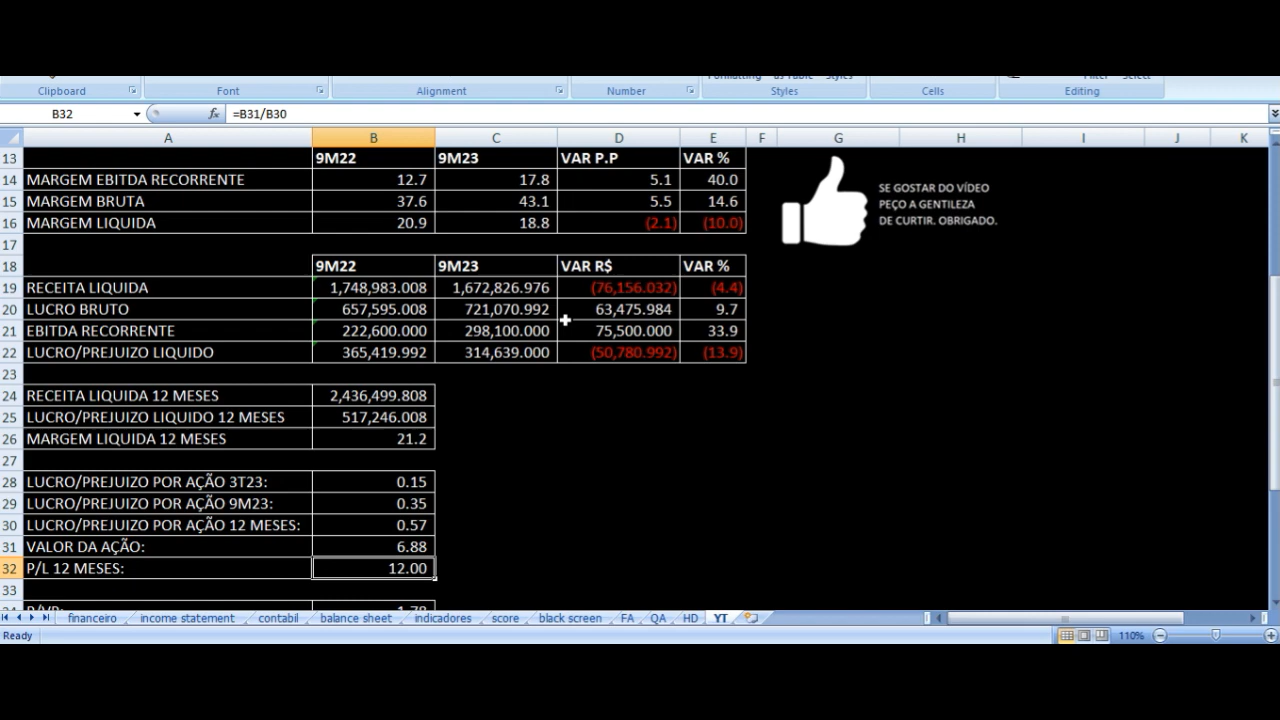 Clipboard Font Alignment Number Styles Cells Editing
B32 fx =B31/B30
A B C D E F G H I J K
13 9M22 9M23 VAR P.P VAR %
14 MARGEM EBITDA RECORRENTE 12.7 17.8 5.1 40.0
15 MARGEM BRUTA 37.6 43.1 5.5 14.6
16 MARGEM LIQUIDA 20.9 18.8 (2.1) (10.0)
SE GOSTAR DO VÍDEO
PEÇO A GENTILEZA
DE CURTIR. OBRIGADO.
17
18 9M22 9M23 VAR R$ VAR %
19 RECEITA LIQUIDA 1,748,983.008 1,672,826.976 (76,156.032) (4.4)
20 LUCRO BRUTO 657,595.008 721,070.992 63,475.984 9.7
21 EBITDA RECORRENTE 222,600.000 298,100.000 75,500.000 33.9
22 LUCRO/PREJUIZO LIQUIDO 365,419.992 314,639.000 (50,780.992) (13.9)
23
24 RECEITA LIQUIDA 12 MESES 2,436,499.808
25 LUCRO/PREJUIZO LIQUIDO 12 MESES 517,246.008
26 MARGEM LIQUIDA 12 MESES 21.2
27
28 LUCRO/PREJUIZO POR AÇÃO 3T23: 0.15
29 LUCRO/PREJUIZO POR AÇÃO 9M23: 0.35
30 LUCRO/PREJUIZO POR AÇÃO 12 MESES: 0.57
31 VALOR DA AÇÃO: 6.88
32 P/L 12 MESES: 12.00
33
financeiro income statement contabil balance sheet indicadores score black screen FA QA HD YT
Ready 110%